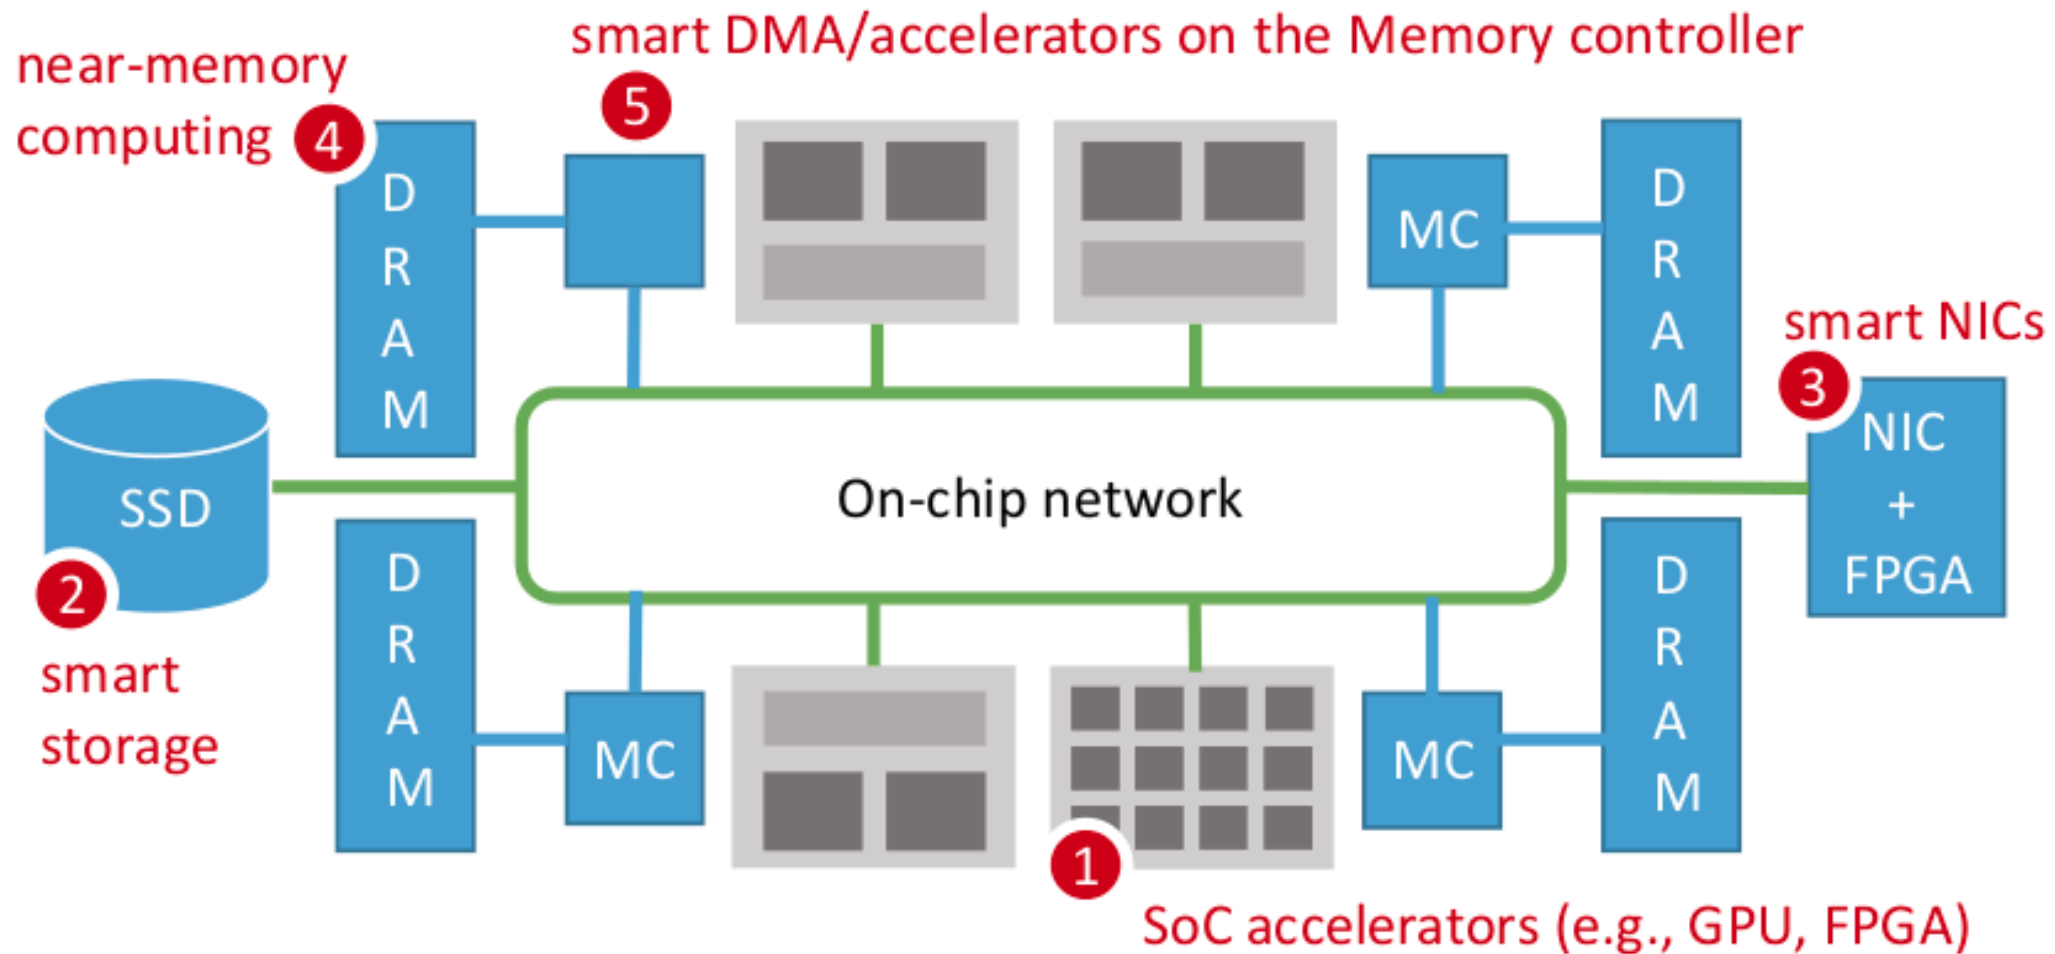 smart DMA/accelerators on the Memory controller
near-memory
computing
4
5
D
R
A
M
MC
D
R
A
M
smart NICs
3
NIC
+
FPGA
On-chip network
SSD
2
smart
storage
D
R
A
M
MC
1
MC
D
R
A
M
SoC accelerators (e.g., GPU, FPGA)